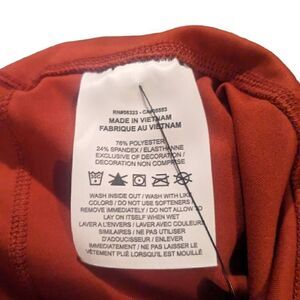 RN#56323 - CA#05553
MADE IN VIETNAM
FABRIQUE AU VIETNAM
76% POLYESTER
24% SPANDEX / ELASTHANNE
EXCLUSIVE OF DECORATION /
DECORATION NON COMPRISE
WASH INSIDE OUT / WASH WITH LIKE
COLORS / DO NOT USE SOFTENERS /
REMOVE IMMEDIATELY / DO NOT ALLOW TO
LAY ON ITSELF WHEN WET
LAVER A L'ENVERS / LAVER AVEC COULEURS
SIMILAIRES / NE PAS UTILISER
D'ADOUCISSEUR / ENLEVER
IMMEDIATEMENT / NE PAS LAISSER LE VETEMENT
PLIÉ LORSQU'IL EST MOUILLÉ